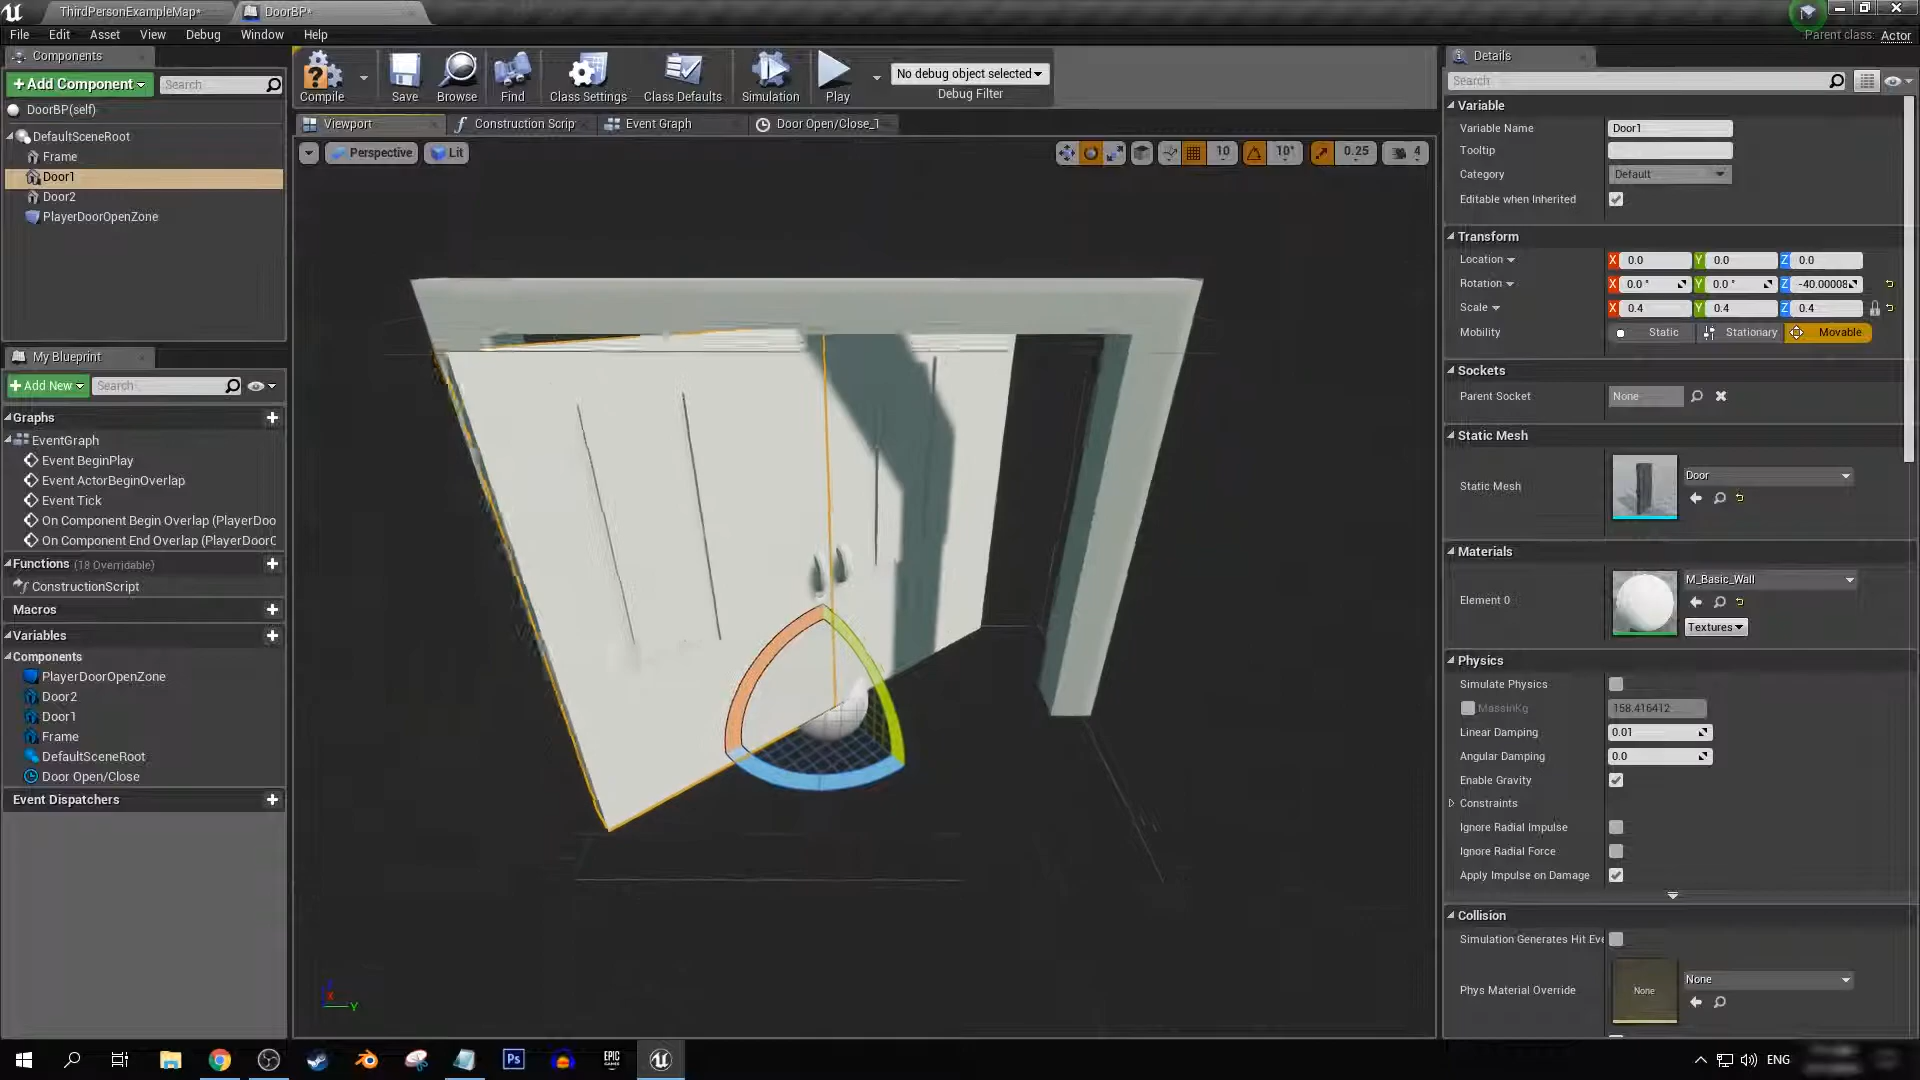 ThirdPersonExampleMap*
DoorBP*
File Edit Asset View Debug Window Help
Parent class: Actor
Components
+Add Component
Search
DoorBP(self)
DefaultSceneRoot
Frame
Door1
Door2
PlayerDoorOpenZone
My Blueprint
+Add New
Search
Graphs
EventGraph
Event BeginPlay
Event ActorBeginOverlap
Event Tick
On Component Begin Overlap (PlayerDoo
On Component End Overlap (PlayerDoorC
Functions (18 Overridable)
ConstructionScript
Macros
Variables
Components
PlayerDoorOpenZone
Door2
Door1
Frame
DefaultSceneRoot
Door Open/Close
Event Dispatchers
Compile
Save
Browse
Find
Class Settings
Class Defaults
Simulation
Play
No debug object selected
Debug Filter
Viewport
Construction Scrip
Event Graph
Door Open/Close_1
Perspective
Lit
10
10°
0.25
4
X
Y
Details
Search
Variable
Variable Name Door1
Tooltip
Category Default
Editable when Inherited
Transform
Location X 0.0 Y 0.0 Z 0.0
Rotation X 0.0 ° Y 0.0 ° Z -40.00008
Scale X 0.4 Y 0.4 Z 0.4
Mobility Static Stationary Movable
Sockets
Parent Socket None
Static Mesh
Static Mesh
Door
Materials
Element 0
M_Basic_Wall
Textures
Physics
Simulate Physics
MassInKg 158.416412
Linear Damping 0.01
Angular Damping 0.0
Enable Gravity
Constraints
Ignore Radial Impulse
Ignore Radial Force
Apply Impulse on Damage
Collision
Simulation Generates Hit Eve
Phys Material Override
None
None
Ps
EPIC
GAMES
ENG